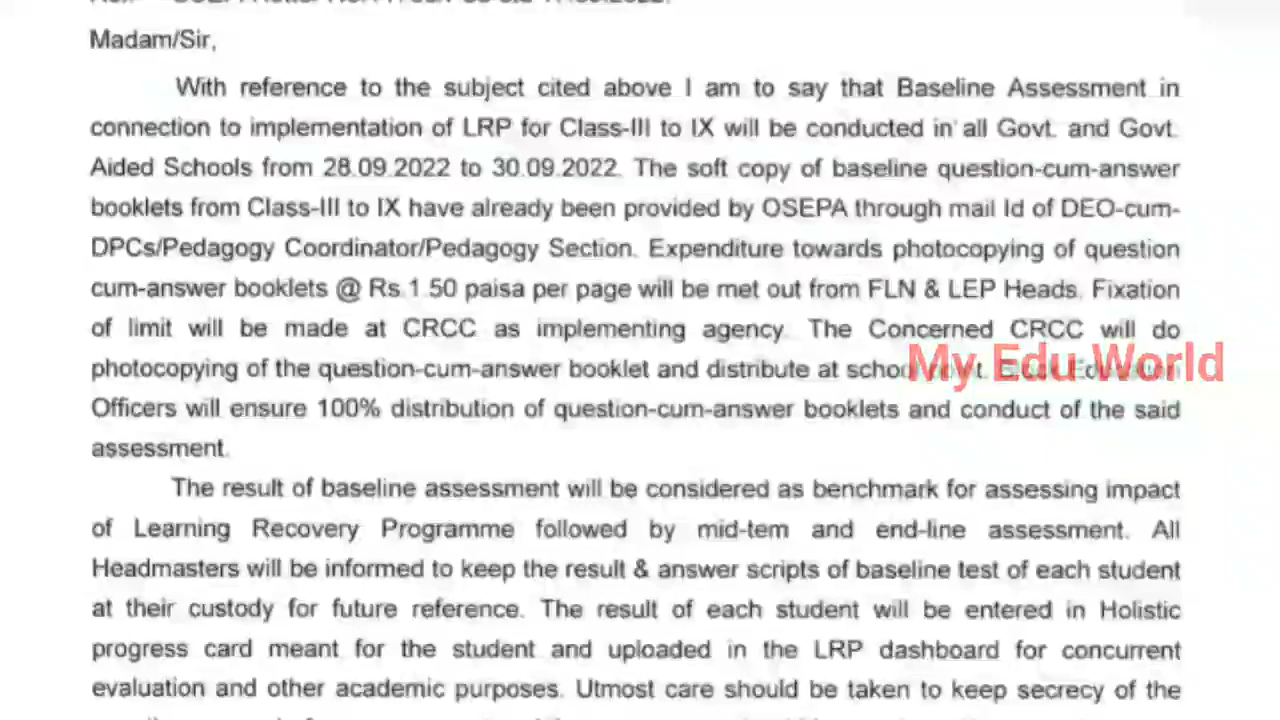 Madam/Sir,
With reference to the subject cited above I am to say that Baseline Assessment in
connection to implementation of LRP for Class-III to IX will be conducted in all Govt. and Govt.
Aided Schools from 28.09.2022 to 30.09.2022. The soft copy of baseline question-cum-answer
booklets from Class-III to IX have already been provided by OSEPA through mail Id of DEO-cum-
DPCs/Pedagogy Coordinator/Pedagogy Section. Expenditure towards photocopying of question
cum-answer booklets @ Rs.1.50 paisa per page will be met out from FLN & LEP Heads. Fixation
of limit will be made at CRCC as implementing agency. The Concerned CRCC will do
photocopying of the question-cum-answer booklet and distribute at school
My Edu World
Officers will ensure 100% distribution of question-cum-answer booklets and conduct of the said
assessment.
The result of baseline assessment will be considered as benchmark for assessing impact
of Learning Recovery Programme followed by mid-tem and end-line assessment. All
Headmasters will be informed to keep the result & answer scripts of baseline test of each student
at their custody for future reference. The result of each student will be entered in Holistic
progress card meant for the student and uploaded in the LRP dashboard for concurrent
evaluation and other academic purposes. Utmost care should be taken to keep secrecy of the